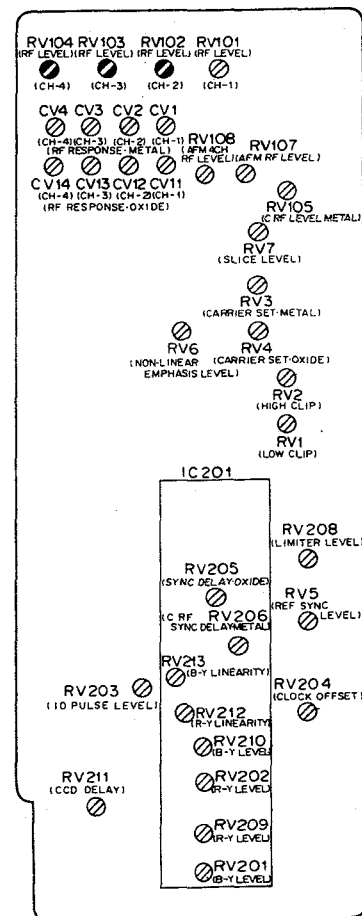 RV104 RV103 RV102 RV101
(RF LEVEL) (RF LEVEL) (RF LEVEL) (RF LEVEL)
(CH-4) (CH-3) (CH-2) (CH-1)
CV4 CV3 CV2 CV1
(CH-4) (CH-3) (CH-2) (CH-1)
(RF RESPONSE·METAL)
RV108
(AFM 4CH
RF LEVEL)
RV107
(AFM RF LEVEL)
CV14 CV13 CV12 CV11
(CH-4) (CH-3) (CH-2) (CH-1)
(RF RESPONSE·OXIDE)
RV105
(C RF LEVEL METAL)
RV7
(SLICE LEVEL)
RV3
(CARRIER SET·METAL)
RV6
(NON-LINEAR
EMPHASIS LEVEL)
RV4
(CARRIER SET·OXIDE)
RV2
(HIGH CLIP)
RV1
(LOW CLIP)
IC201
RV208
(LIMITER LEVEL)
RV205
(SYNC DELAY·OXIDE)
RV5
(REF SYNC
LEVEL)
(C RF RV206
SYNC DELAY METAL)
RV213
(B-Y LINEARITY)
RV203
(ID PULSE LEVEL)
RV204
(CLOCK OFFSET)
RV212
(R-Y LINEARITY)
RV210
(B-Y LEVEL)
RV211
(CCD DELAY)
RV202
(R-Y LEVEL)
RV209
(R-Y LEVEL)
RV201
(B-Y LEVEL)